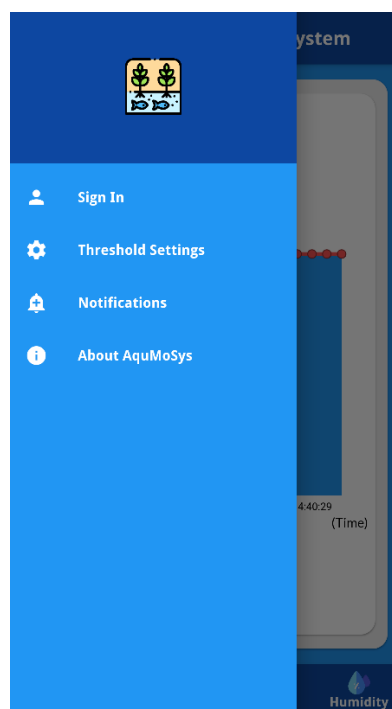 ystem
Sign In
Threshold Settings
Notifications
About AquMoSys
4:40:29
(Time)
Humidity